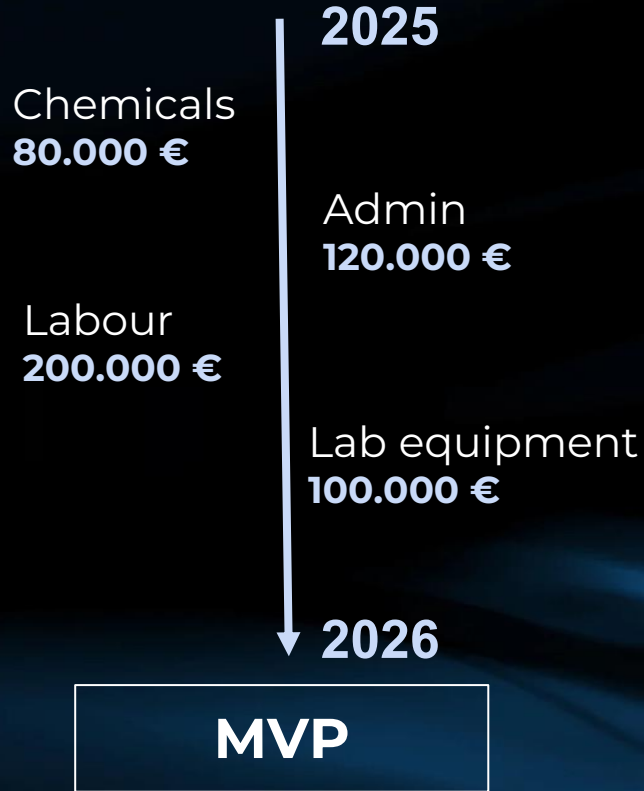 2025
Chemicals
80.000 €
Admin
120.000 €
Labour
200.000 €
Lab equipment
100.000 €
2026
MVP